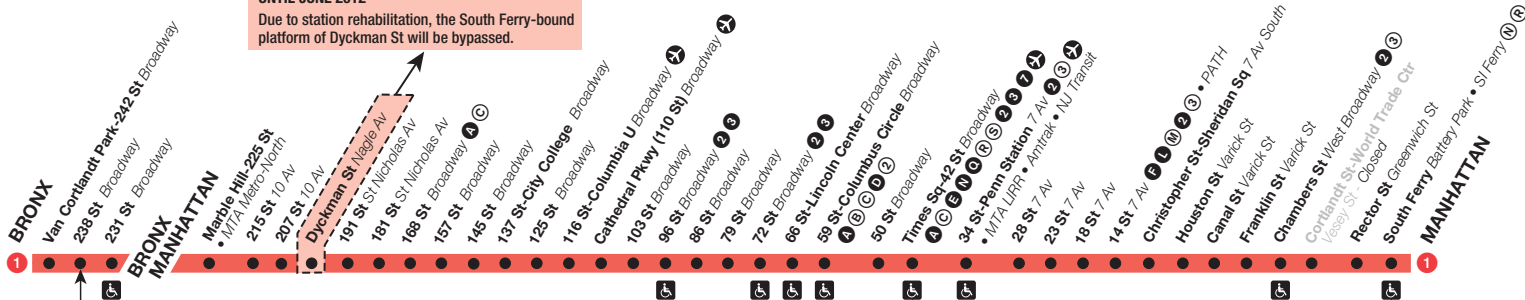 UNTIL JUNE 2012
Due to station rehabilitation, the South Ferry-bound
platform of Dyckman St will be bypassed.
1
BRONX
Van Cortlandt Park-242 St Broadway
238 St Broadway
231 St Broadway
BRONX
MANHATTAN
Marble Hill-225 St
• MTA Metro-North
215 St 10 Av
207 St 10 Av
Dyckman St Nagle Av
191 St St Nicholas Av
181 St St Nicholas Av
168 St Broadway A C
157 St Broadway
145 St Broadway
137 St-City College Broadway
125 St Broadway
116 St-Columbia U Broadway
Cathedral Pkwy (110 St) Broadway
103 St Broadway
96 St Broadway 2 3
86 St Broadway
79 St Broadway
72 St Broadway 2 3
66 St-Lincoln Center Broadway
59 St-Columbus Circle Broadway
A B C D 2
50 St Broadway
Times Sq-42 St Broadway
A C E N Q R S 2 3 7
34 St-Penn Station 7 Av 2 3
• MTA LIRR • Amtrak • NJ Transit
28 St 7 Av
23 St 7 Av
18 St 7 Av
14 St 7 Av F L M 2 3 • PATH
Christopher St-Sheridan Sq 7 Av South
Houston St Varick St
Canal St Varick St
Franklin St Varick St
Chambers St West Broadway 2 3
Cortlandt St-World Trade Ctr
Vesey St - Closed
Rector St Greenwich St
South Ferry Battery Park • SI Ferry N R
MANHATTAN
1